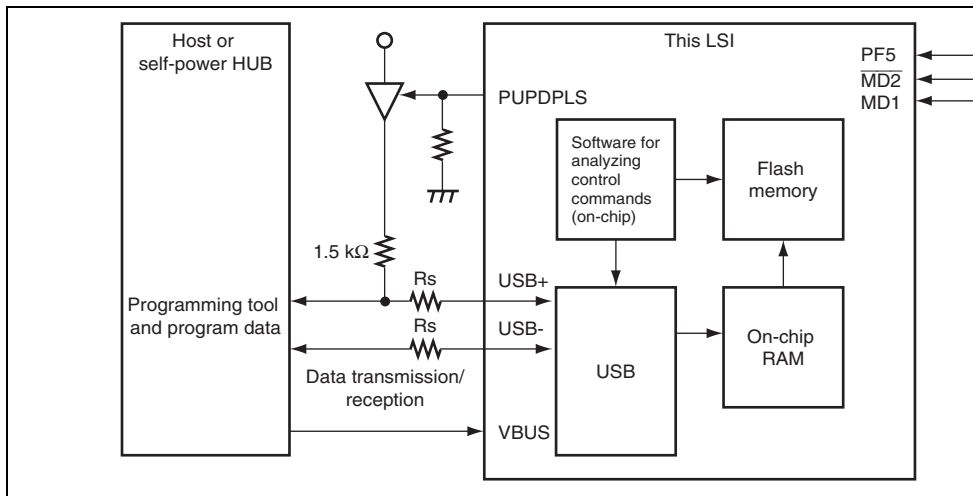 Host or
self-power HUB
This LSI
PF5
MD2
MD1
PUPDPLS
Software for
analyzing
control
commands
(on-chip)
Flash
memory
1.5 kΩ
Rs
USB+
Programming tool
and program data
Rs
USB-
USB
On-chip
RAM
Data transmission/
reception
VBUS